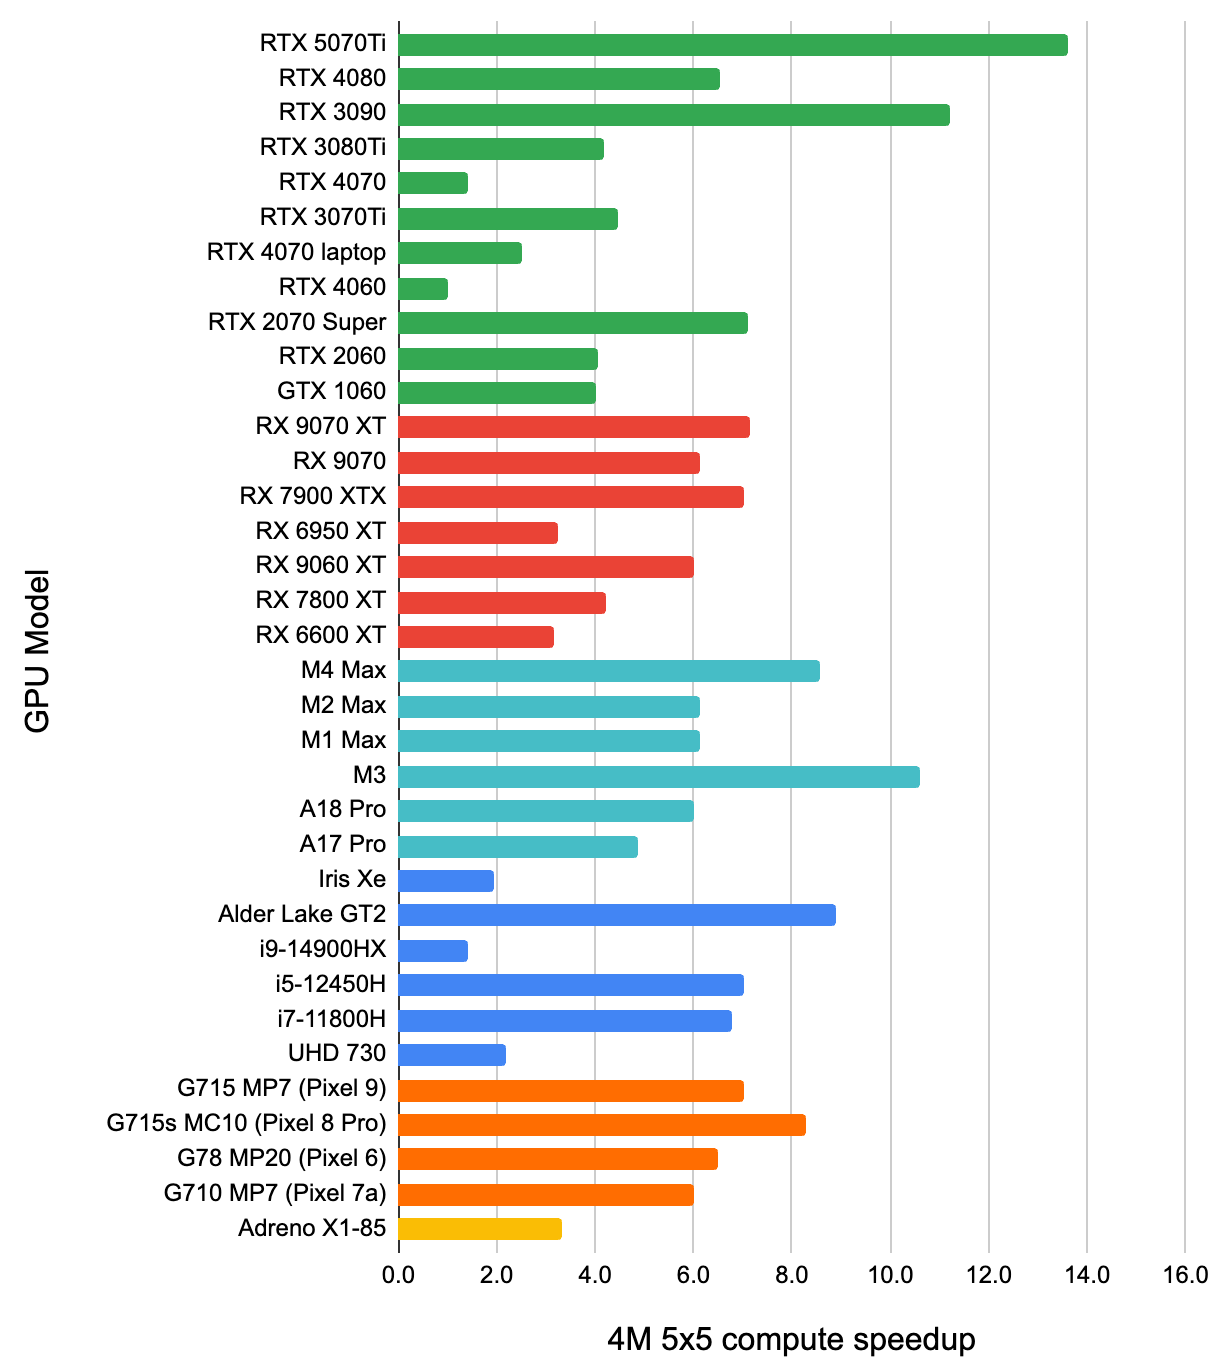 RTX 5070Ti
RTX 4080
RTX 3090
RTX 3080Ti
RTX 4070
RTX 3070Ti
RTX 4070 laptop
RTX 4060
RTX 2070 Super
RTX 2060
GTX 1060
RX 9070 XT
RX 9070
RX 7900 XTX
RX 6950 XT
RX 9060 XT
RX 7800 XT
RX 6600 XT
M4 Max
M2 Max
M1 Max
M3
A18 Pro
A17 Pro
Iris Xe
Alder Lake GT2
i9-14900HX
i5-12450H
i7-11800H
UHD 730
G715 MP7 (Pixel 9)
G715s MC10 (Pixel 8 Pro)
G78 MP20 (Pixel 6)
G710 MP7 (Pixel 7a)
Adreno X1-85
GPU Model
0.0 2.0 4.0 6.0 8.0 10.0 12.0 14.0 16.0
4M 5x5 compute speedup